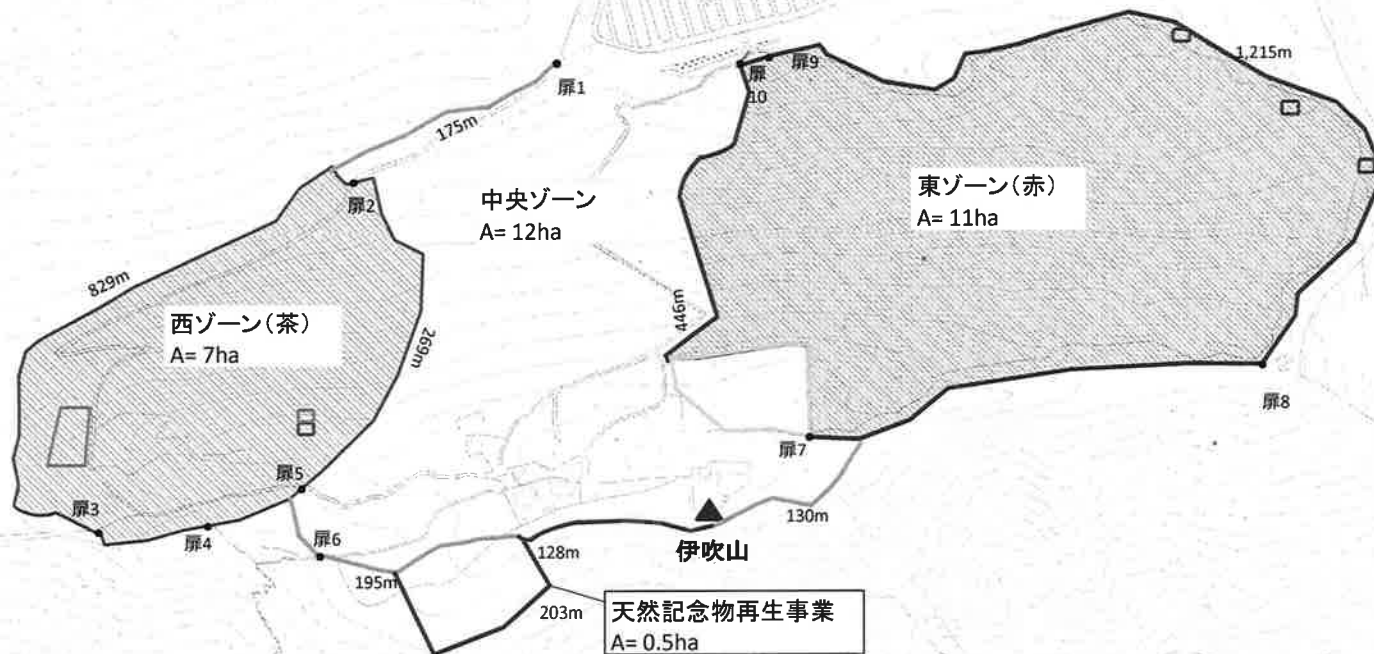 扉1
扉
10
扉9
1,215m
175m
扉2
中央ゾーン
A= 12ha
東ゾーン(赤)
A= 11ha
829m
西ゾーン(茶)
A= 7ha
269m
446m
扉8
扉7
扉5
扉3
扉4
扉6
130m
伊吹山
128m
195m
203m
天然記念物再生事業
A= 0.5ha